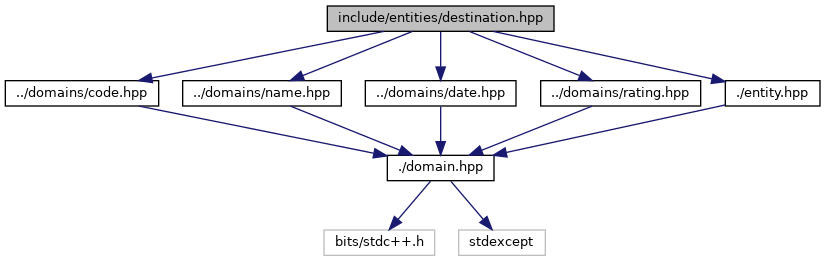 include/entities/destination.hpp
../domains/code.hpp
../domains/name.hpp
../domains/date.hpp
../domains/rating.hpp
./entity.hpp
./domain.hpp
bits/stdc++.h
stdexcept